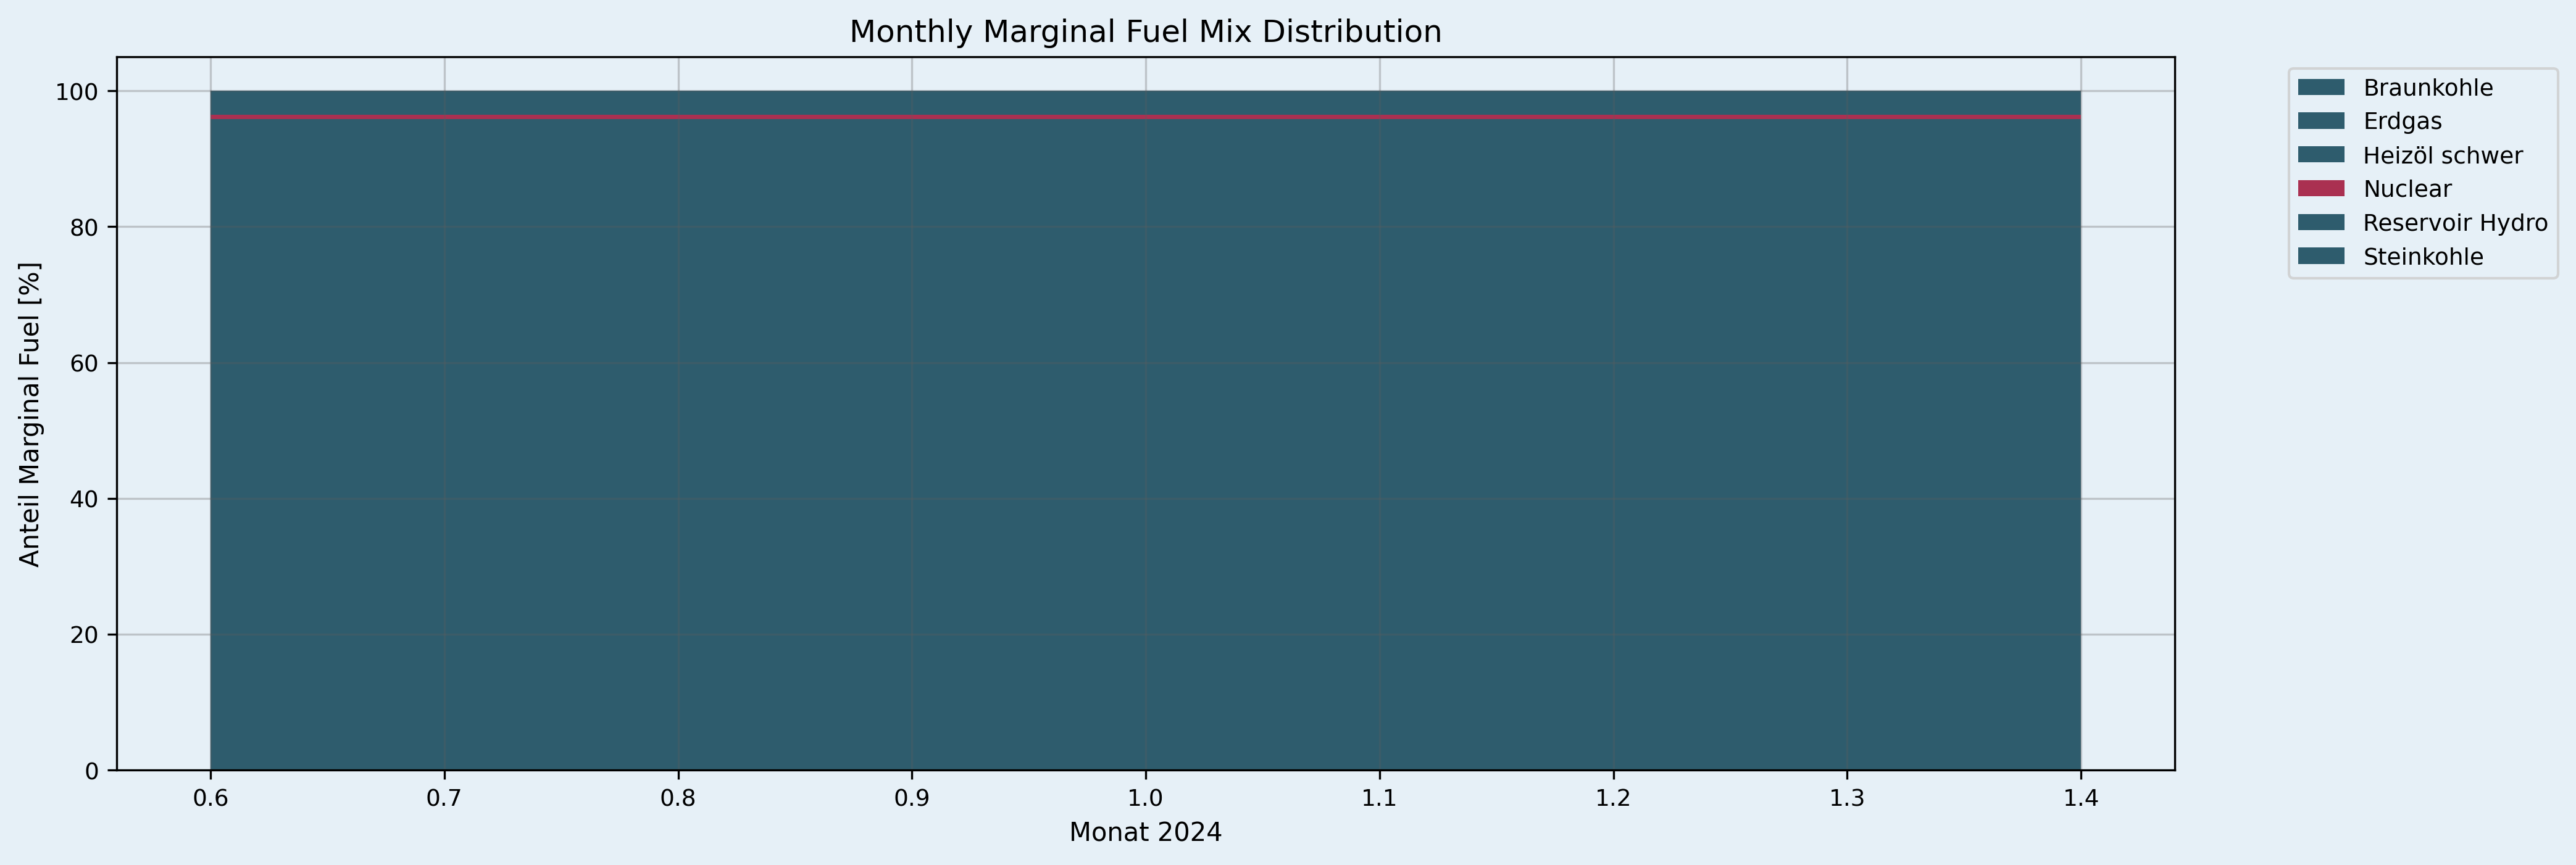 Monthly Marginal Fuel Mix Distribution
Anteil Marginal Fuel [%]
100
80
60
40
20
0
0.6 0.7 0.8 0.9 1.0 1.1 1.2 1.3 1.4
Monat 2024
Braunkohle
Erdgas
Heizöl schwer
Nuclear
Reservoir Hydro
Steinkohle